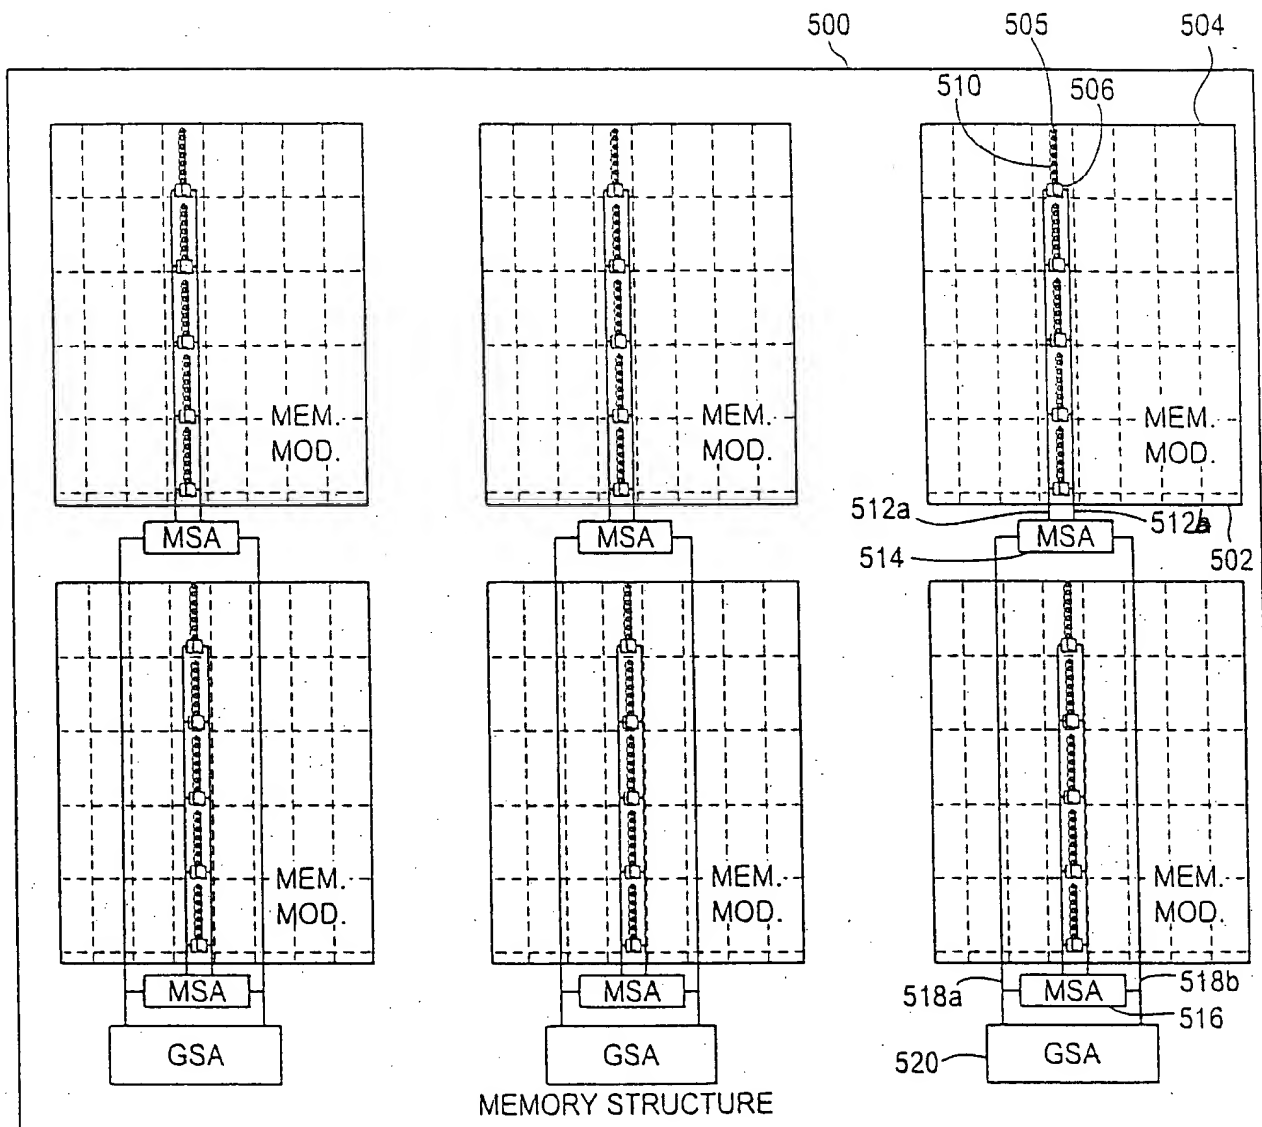 500
505
504
510
506
MEM.
MOD.
MEM.
MOD.
MEM.
MOD.
512a
512a
MSA
MSA
MSA
514
502
MEM.
MOD.
MEM.
MOD.
MEM.
MOD.
MSA
MSA
518a
MSA
518b
516
GSA
GSA
520
GSA
MEMORY STRUCTURE